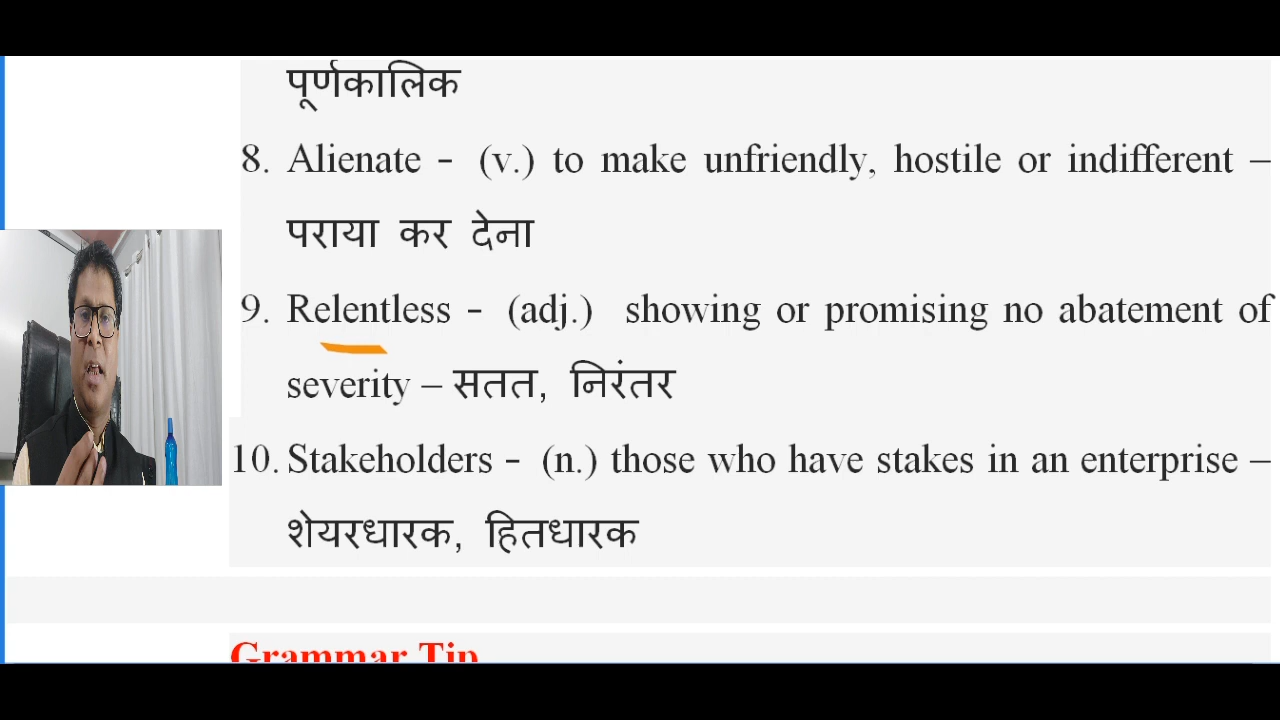 पूर्णकालिक
8. Alienate - (v.) to make unfriendly, hostile or indifferent –
पराया कर देना
9. Relentless - (adj.) showing or promising no abatement of
severity – सतत, निरंतर
10. Stakeholders - (n.) those who have stakes in an enterprise –
शेयरधारक, हितधारक
Grammar Tip